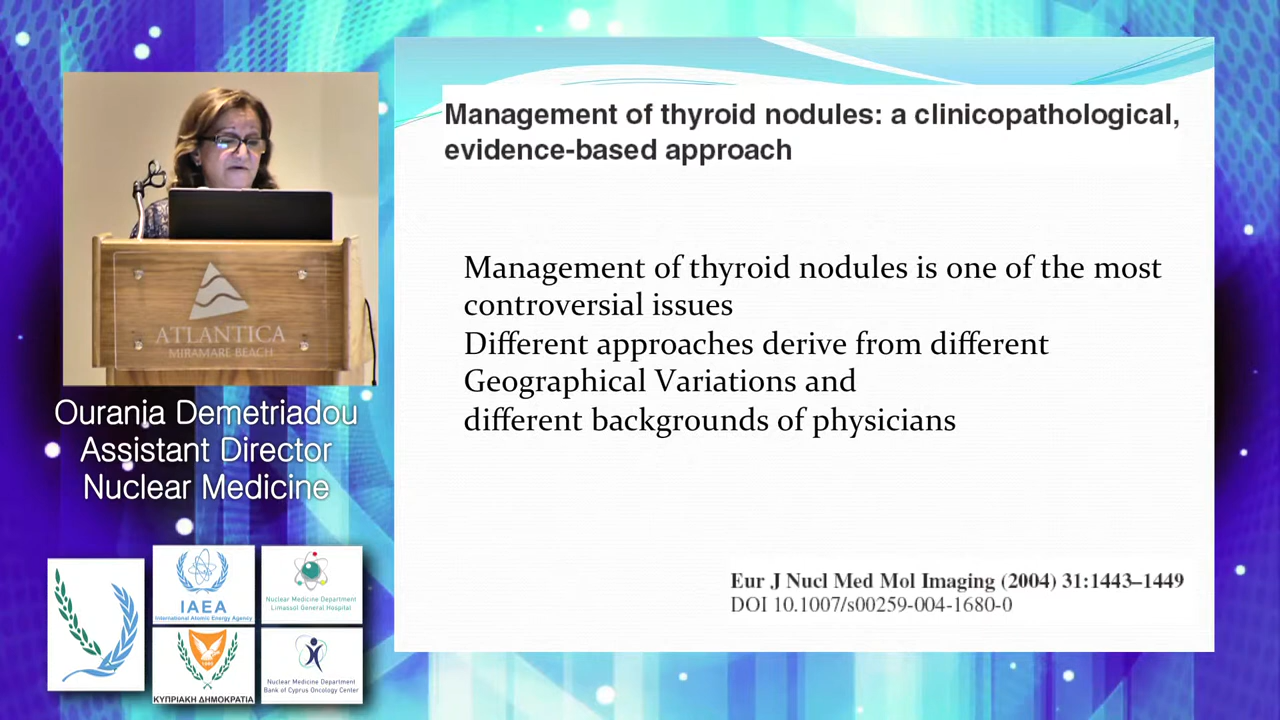 Management of thyroid nodules: a clinicopathological,
evidence-based approach
Management of thyroid nodules is one of the most
controversial issues
Different approaches derive from different
Geographical Variations and
different backgrounds of physicians
Eur J Nucl Med Mol Imaging (2004) 31:1443–1449
DOI 10.1007/s00259-004-1680-0
ATLANTICA
MIRAMARE BEACH
Ourania Demetriadou
Assistant Director
Nuclear Medicine
IAEA
International Atomic Energy Agency
Nuclear Medicine Department
Limassol General Hospital
ΚΥΠΡΙΑΚΗ ΔΗΜΟΚΡΑΤΙΑ
Nuclear Medicine Department
Bank of Cyprus Oncology Center